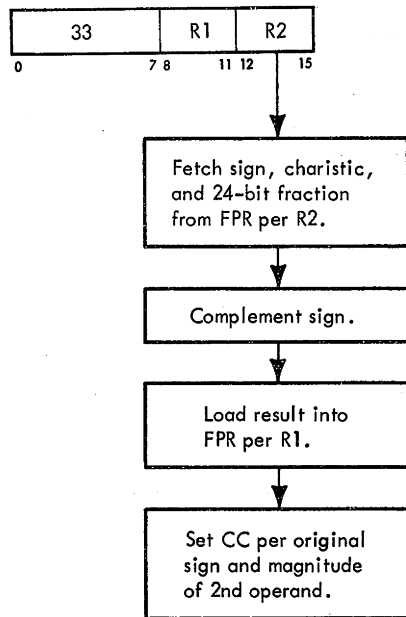 33 R1 R2
0 7 8 11 12 15
Fetch sign, charistic,
and 24-bit fraction
from FPR per R2.
Complement sign.
Load result into
FPR per R1.
Set CC per original
sign and magnitude
of 2nd operand.